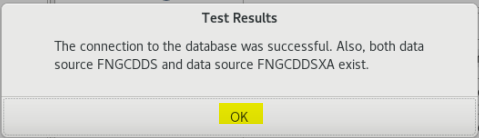 Test Results
The connection to the database was successful. Also, both data
source FNGCDDS and data source FNGCDDSXA exist.
OK